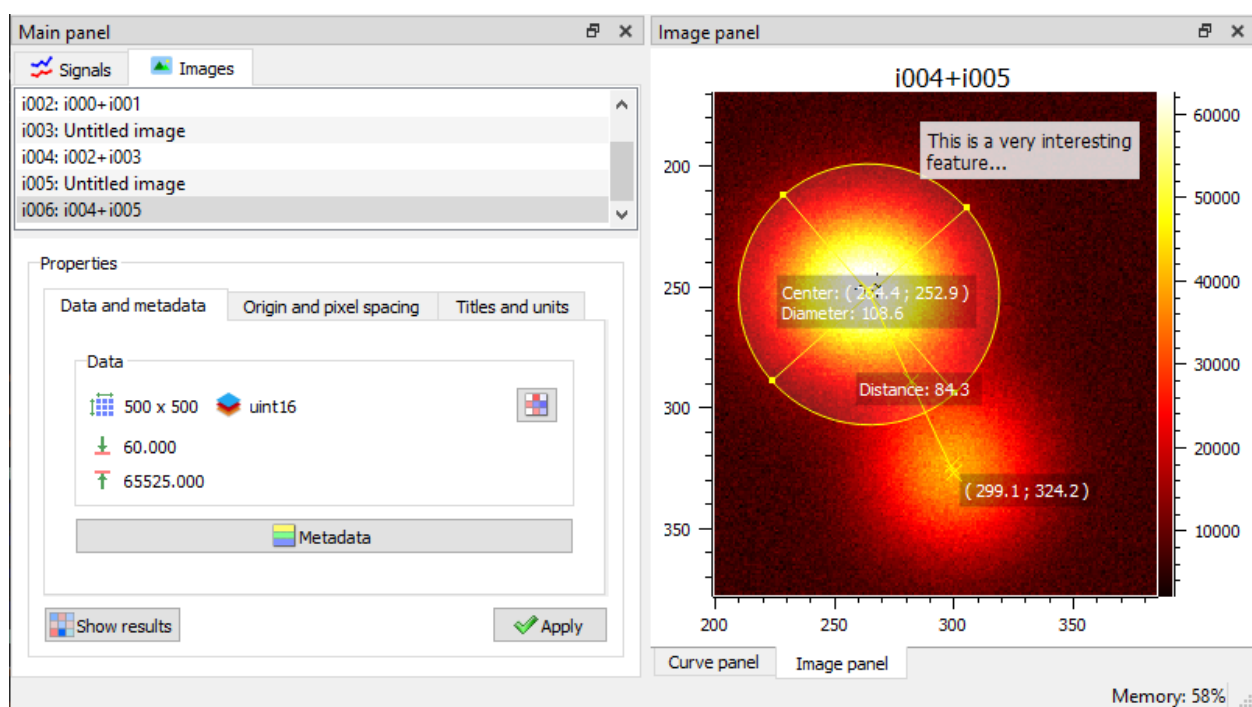 Main panel
Signals
Images
i002: i000+i001
i003: Untitled image
i004: i002+i003
i005: Untitled image
i006: i004+i005
Properties
Data and metadata
Origin and pixel spacing
Titles and units
Data
500 x 500
uint16
60.000
65525.000
Metadata
Show results
Apply
Image panel
i004+i005
This is a very interesting
feature...
Center: ( 264.4 ; 252.9 )
Diameter: 108.6
Distance: 84.3
( 299.1 ; 324.2 )
200
250
300
350
200
250
300
350
60000
50000
40000
30000
20000
10000
Curve panel
Image panel
Memory: 58%